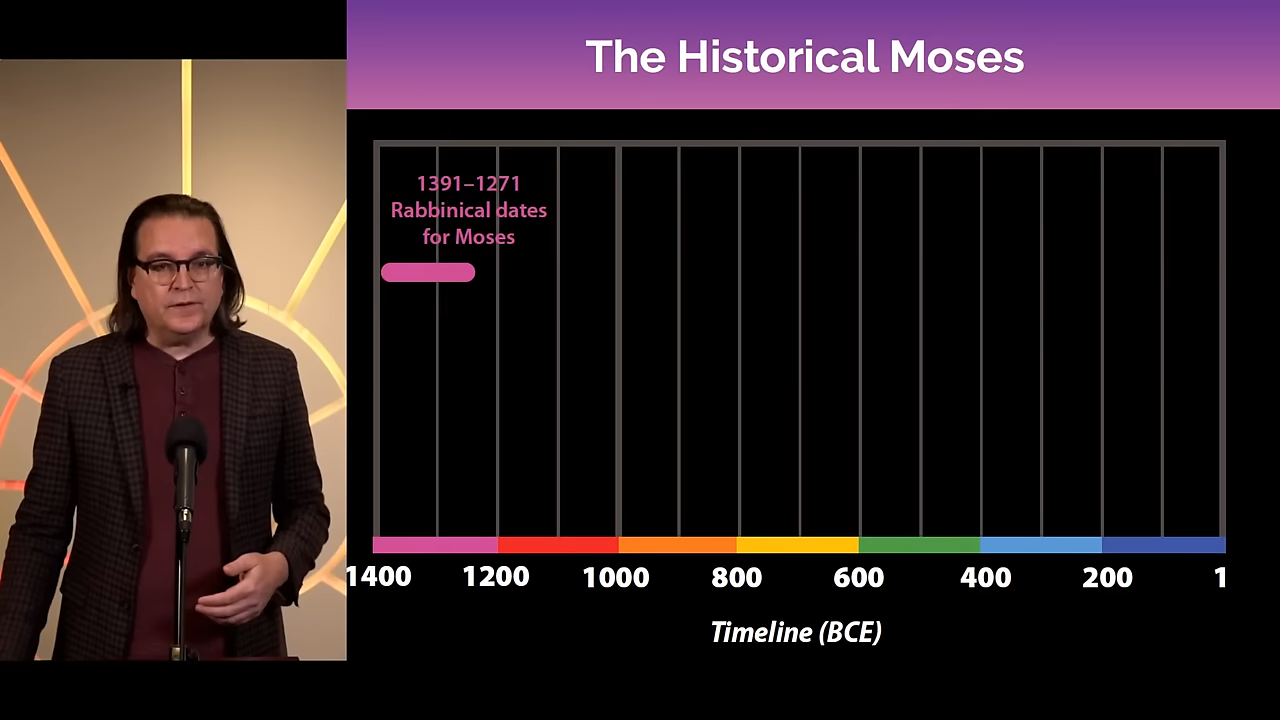 The Historical Moses
1391–1271
Rabbinical dates
for Moses
1400 1200 1000 800 600 400 200 1
Timeline (BCE)